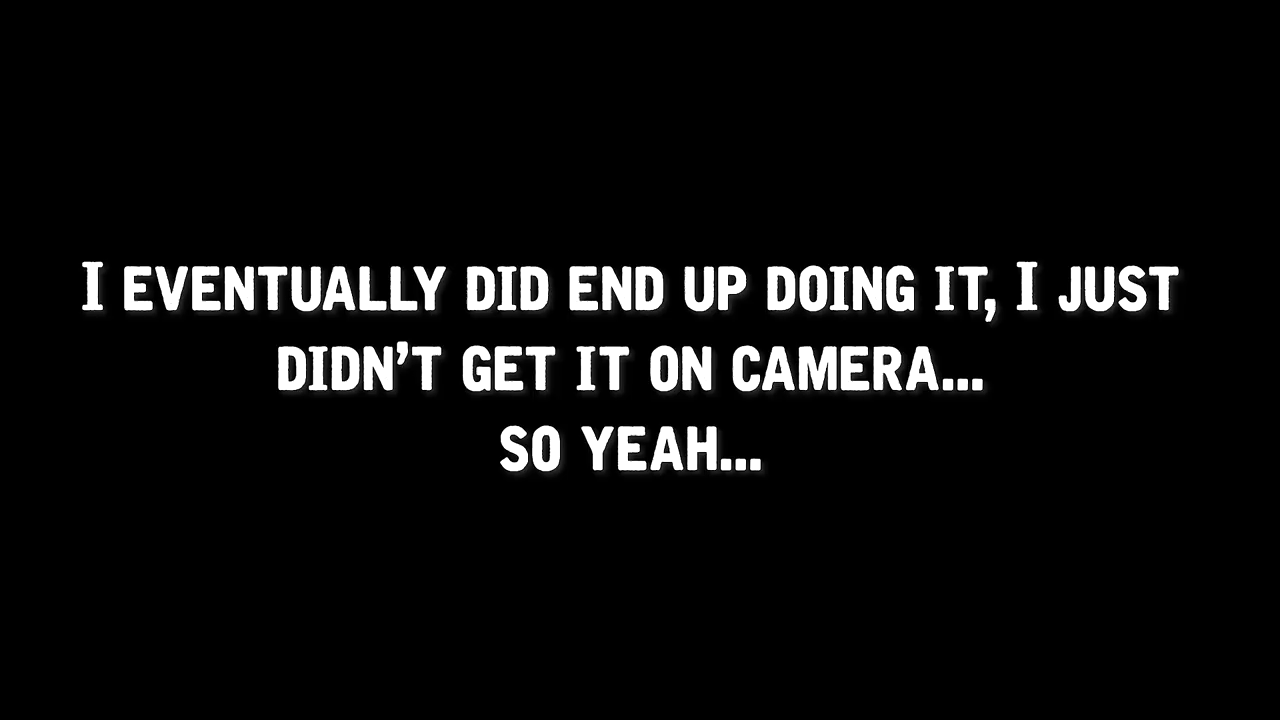 I EVENTUALLY DID END UP DOING IT, I JUST
DIDN'T GET IT ON CAMERA...
SO YEAH...